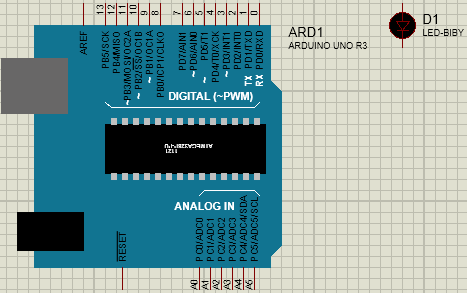 13
12
11
10
9
8
7
6
5
4
3
2
1
0
AREF
PB5/SCK
PB4/MISO
~PB3/MOSI/OC2A
~PB2/SS/OC1B
~PB1/OC1A
PB0/ICP1/CLKO
PD7/AIN1
~PD6/AIN0
~PD5/T1
PD4/T0/XCK
~PD3/INT1
PD2/INT0
TX PD1/TXD
RX PD0/RXD
DIGITAL (~PWM)
ARD1
ARDUINO UNO R3
D1
LED-BIBY
1121
ATMEGA328P-PU
ANALOG IN
RESET
PC0/ADC0
PC1/ADC1
PC2/ADC2
PC3/ADC3
PC4/ADC4/SDA
PC5/ADC5/SCL
A0
A1
A2
A3
A4
A5